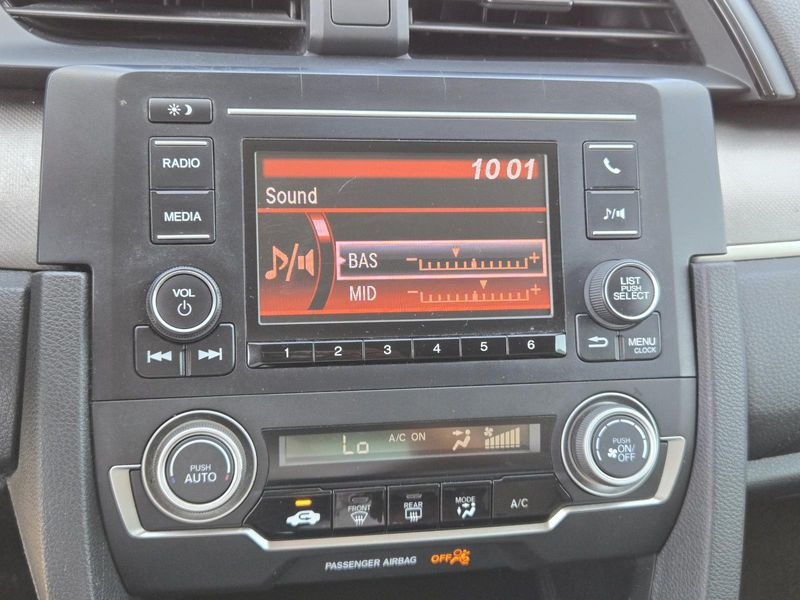 10 01
RADIO
Sound
MEDIA
BAS
- +
MID
- +
VOL
LIST
PUSH
SELECT
1 2 3 4 5 6
MENU
CLOCK
Lo
A/C ON
PUSH
AUTO
PUSH
ON/
OFF
FRONT
REAR
MODE
A/C
PASSENGER AIRBAG OFF